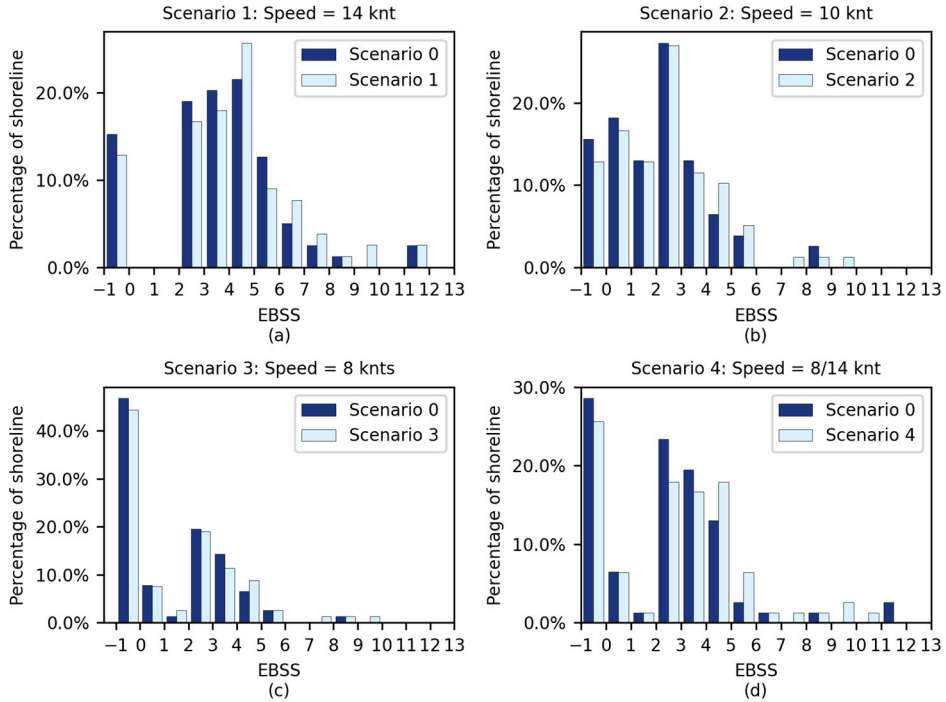 Scenario 1: Speed = 14 knt
Percentage of shoreline
20.0%
10.0%
0.0%
Scenario 0
Scenario 1
−1 0 1 2 3 4 5 6 7 8 9 10 11 12 13
EBSS
(a)
Scenario 2: Speed = 10 knt
Percentage of shoreline
20.0%
10.0%
0.0%
Scenario 0
Scenario 2
−1 0 1 2 3 4 5 6 7 8 9 10 11 12 13
EBSS
(b)
Scenario 3: Speed = 8 knts
Percentage of shoreline
40.0%
30.0%
20.0%
10.0%
0.0%
Scenario 0
Scenario 3
−1 0 1 2 3 4 5 6 7 8 9 10 11 12 13
EBSS
(c)
Scenario 4: Speed = 8/14 knt
Percentage of shoreline
30.0%
20.0%
10.0%
0.0%
Scenario 0
Scenario 4
−1 0 1 2 3 4 5 6 7 8 9 10 11 12 13
EBSS
(d)